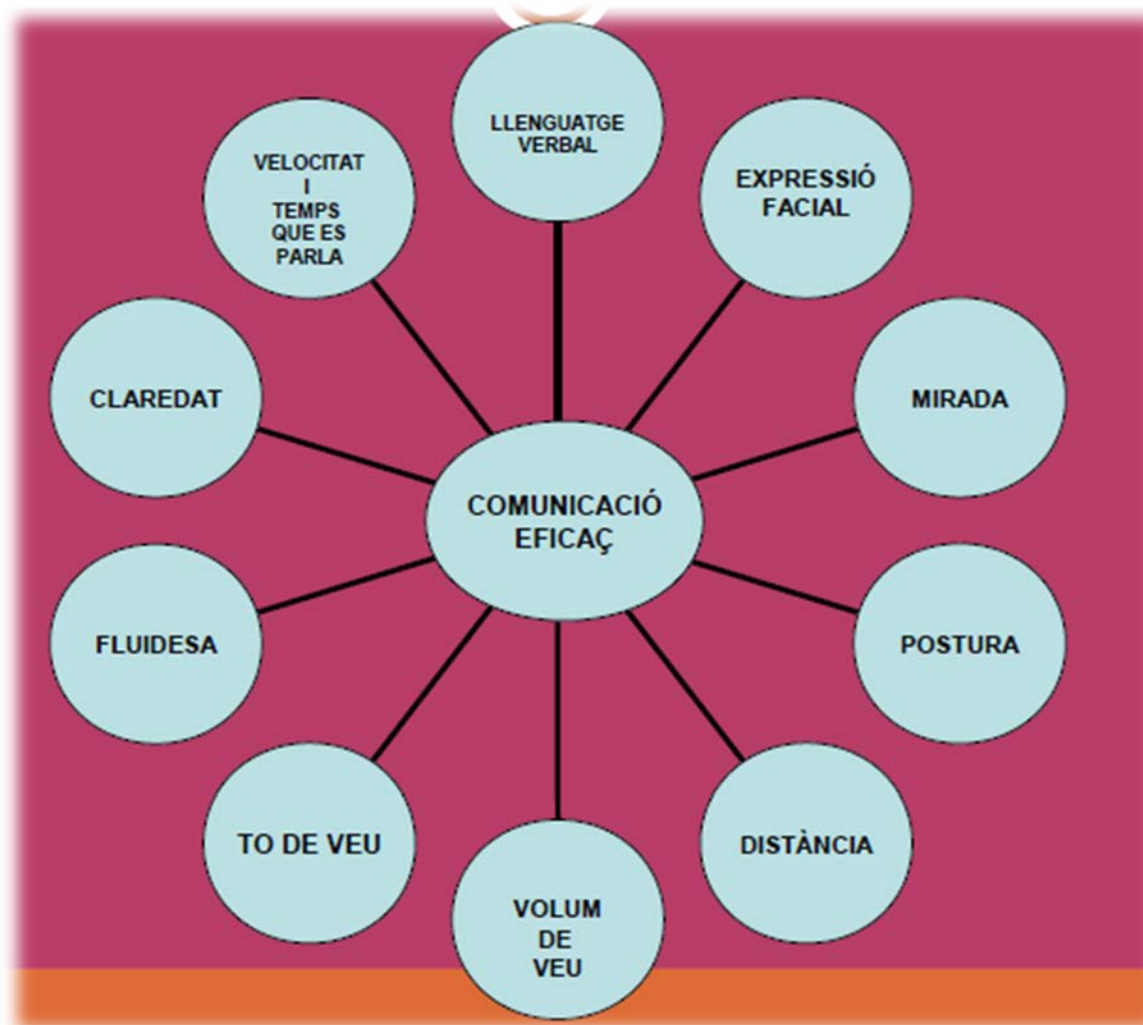 LLENGUATGE
VERBAL
EXPRESSIÓ
FACIAL
MIRADA
POSTURA
DISTÀNCIA
VOLUM
DE
VEU
TO DE VEU
FLUIDESA
CLAREDAT
VELOCITAT
I
TEMPS
QUE ES
PARLA
COMUNICACIÓ
EFICAÇ